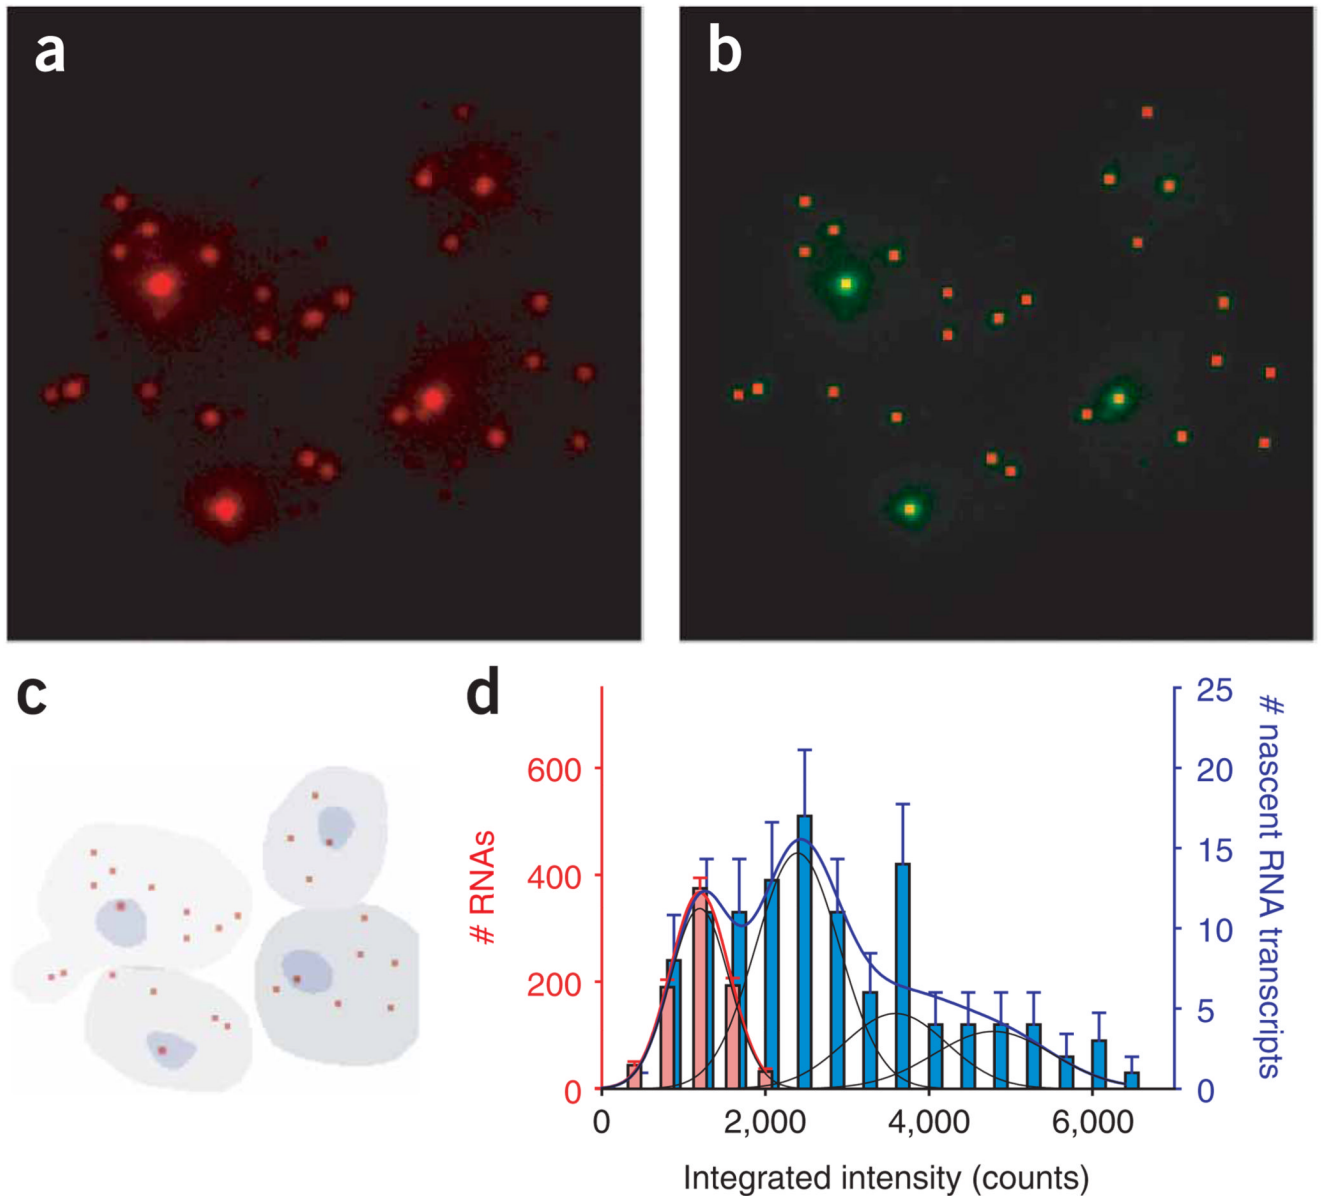 a
b
c
d
# RNAs
600
400
200
0
25
20
15
10
5
0
# nascent RNA transcripts
0
2,000
4,000
6,000
Integrated intensity (counts)